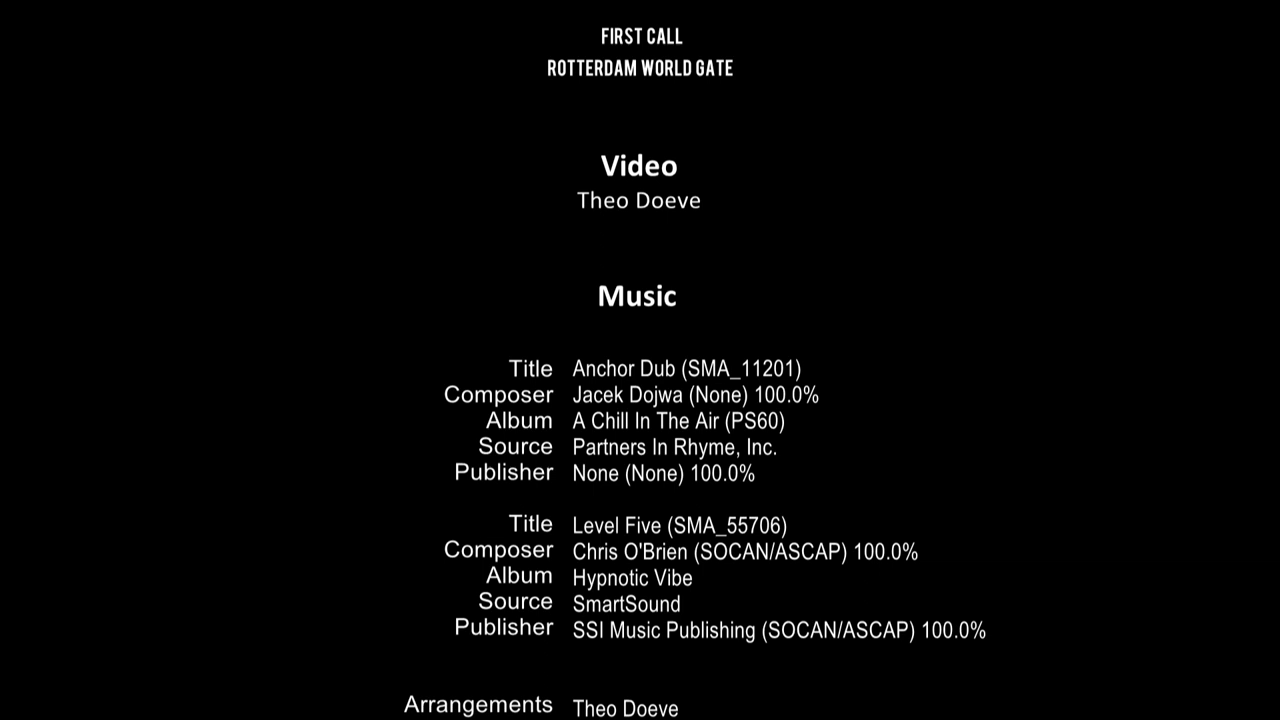 FIRST CALL
ROTTERDAM WORLD GATE
Video
Theo Doeve
Music
Title Anchor Dub (SMA_11201)
Composer Jacek Dojwa (None) 100.0%
Album A Chill In The Air (PS60)
Source Partners In Rhyme, Inc.
Publisher None (None) 100.0%
Title Level Five (SMA_55706)
Composer Chris O'Brien (SOCAN/ASCAP) 100.0%
Album Hypnotic Vibe
Source SmartSound
Publisher SSI Music Publishing (SOCAN/ASCAP) 100.0%
Arrangements Theo Doeve